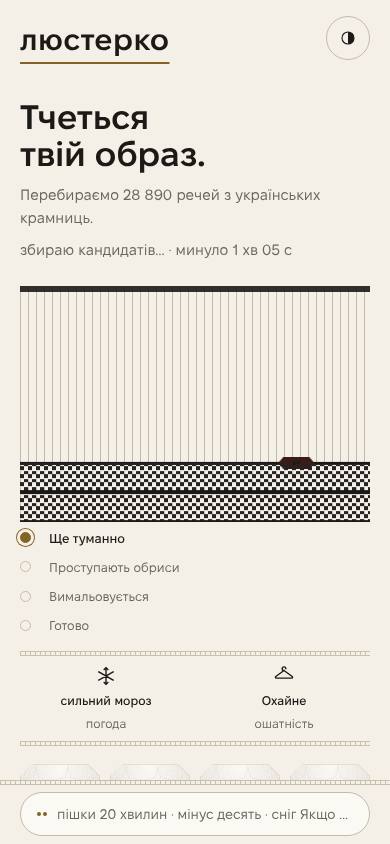 люстерко
Тчеться
твій образ.
Перебираємо 28 890 речей з українських
крамниць.
збираю кандидатів… · минуло 1 хв 05 с
Ще туманно
Проступають обриси
Вимальовується
Готово
сильний мороз
погода
Охайне
ошатність
пішки 20 хвилин · мінус десять · сніг Якщо ...